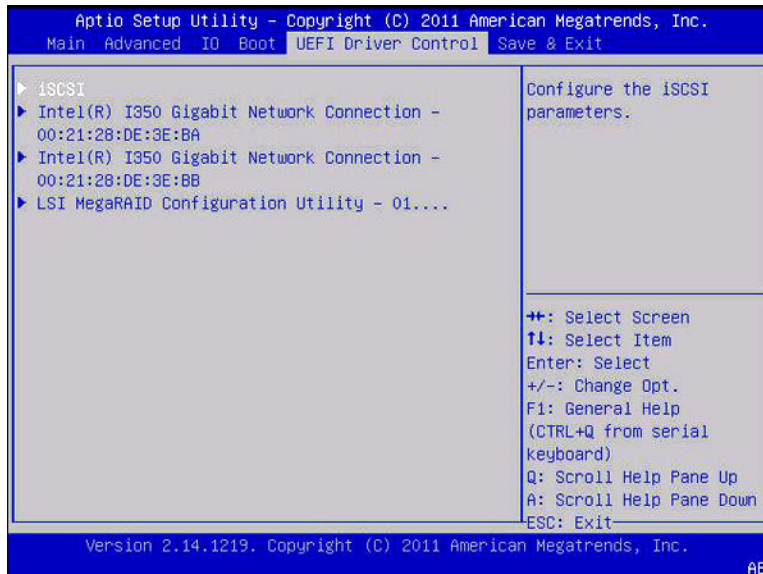 Aptio Setup Utility – Copyright (C) 2011 American Megatrends, Inc.
Main Advanced IO Boot UEFI Driver Control Save & Exit
iSCSI
Intel(R) I350 Gigabit Network Connection –
00:21:28:DE:3E:BA
Intel(R) I350 Gigabit Network Connection –
00:21:28:DE:3E:BB
LSI MegaRAID Configuration Utility – 01....
Configure the iSCSI
parameters.
→←: Select Screen
↑↓: Select Item
Enter: Select
+/-: Change Opt.
F1: General Help
(CTRL+Q from serial
keyboard)
Q: Scroll Help Pane Up
A: Scroll Help Pane Down
ESC: Exit
Version 2.14.1219. Copyright (C) 2011 American Megatrends, Inc.